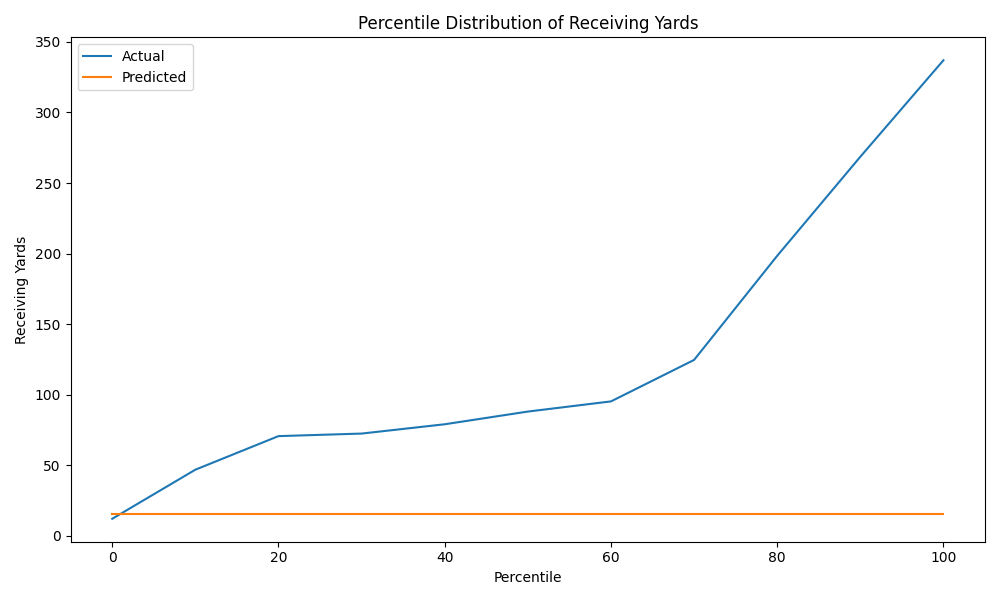 Percentile Distribution of Receiving Yards
Actual
Predicted
350
300
250
200
150
100
50
0
Receiving Yards
0 20 40 60 80 100
Percentile